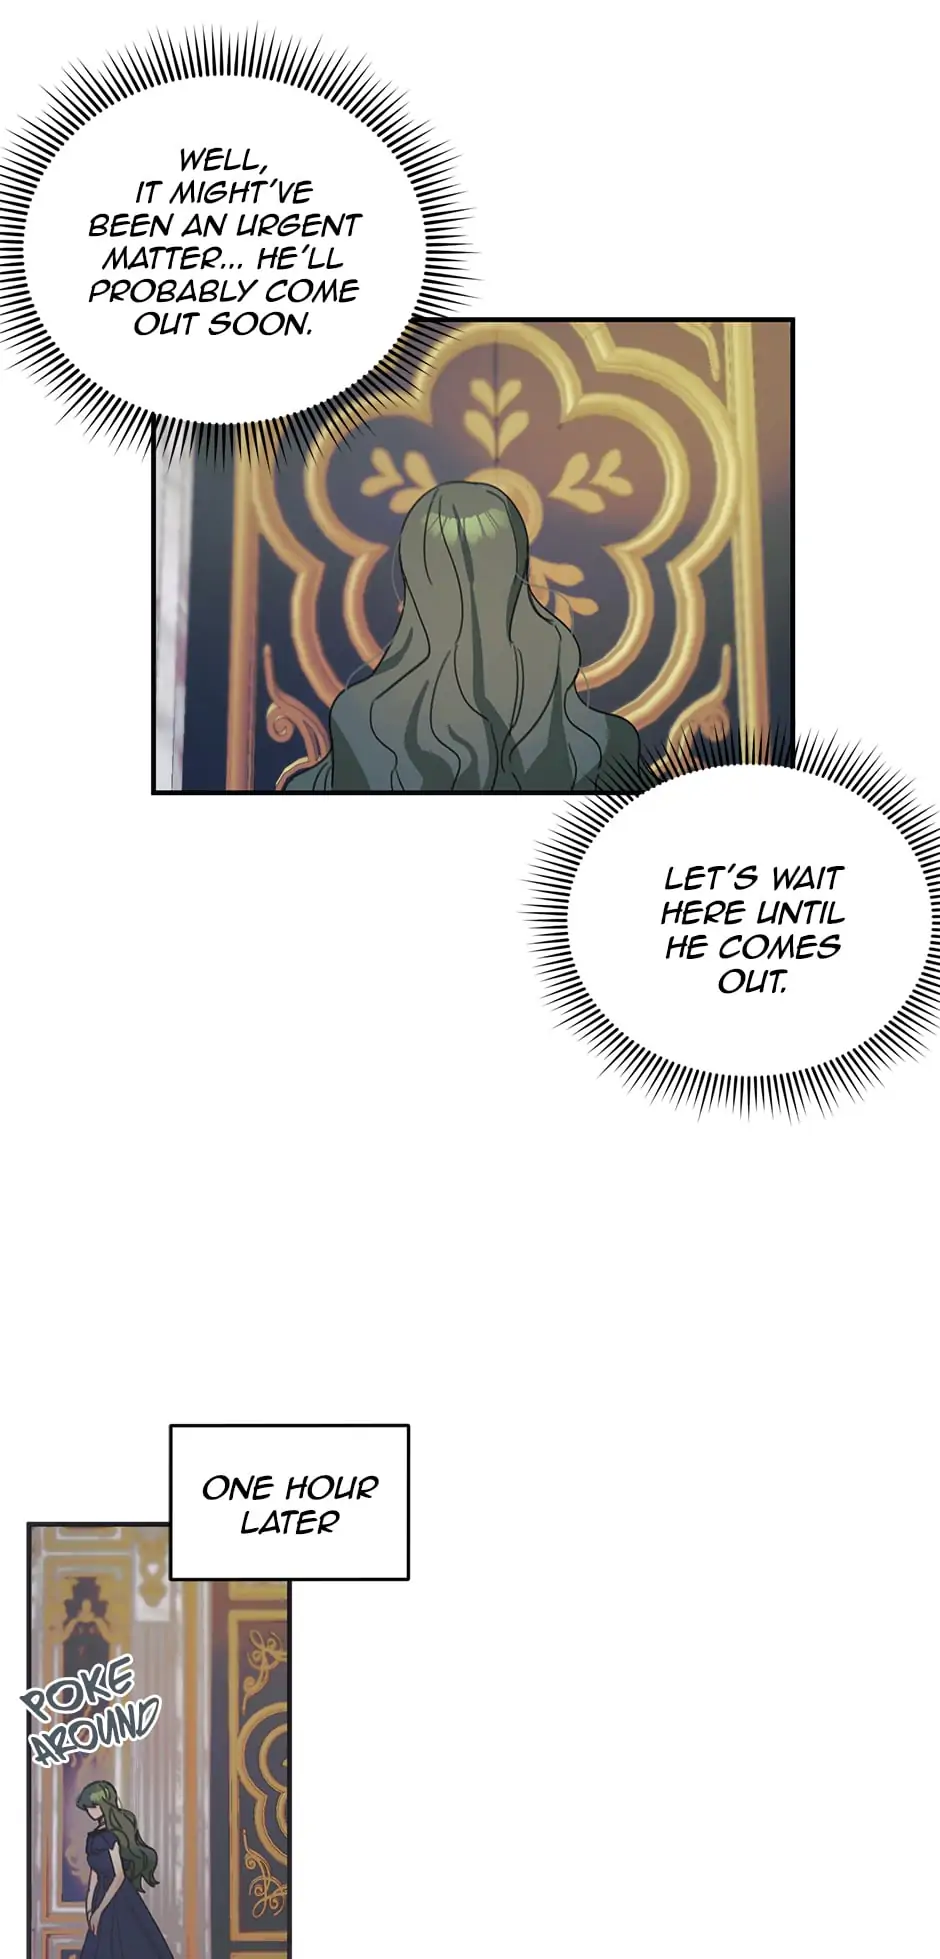 WELL,
IT MIGHT'VE
BEEN AN URGENT
MATTER... HE'LL
PROBABLY COME
OUT SOON.
LET'S WAIT
HERE UNTIL
HE COMES
OUT.
ONE HOUR
LATER
POKE
AROUND